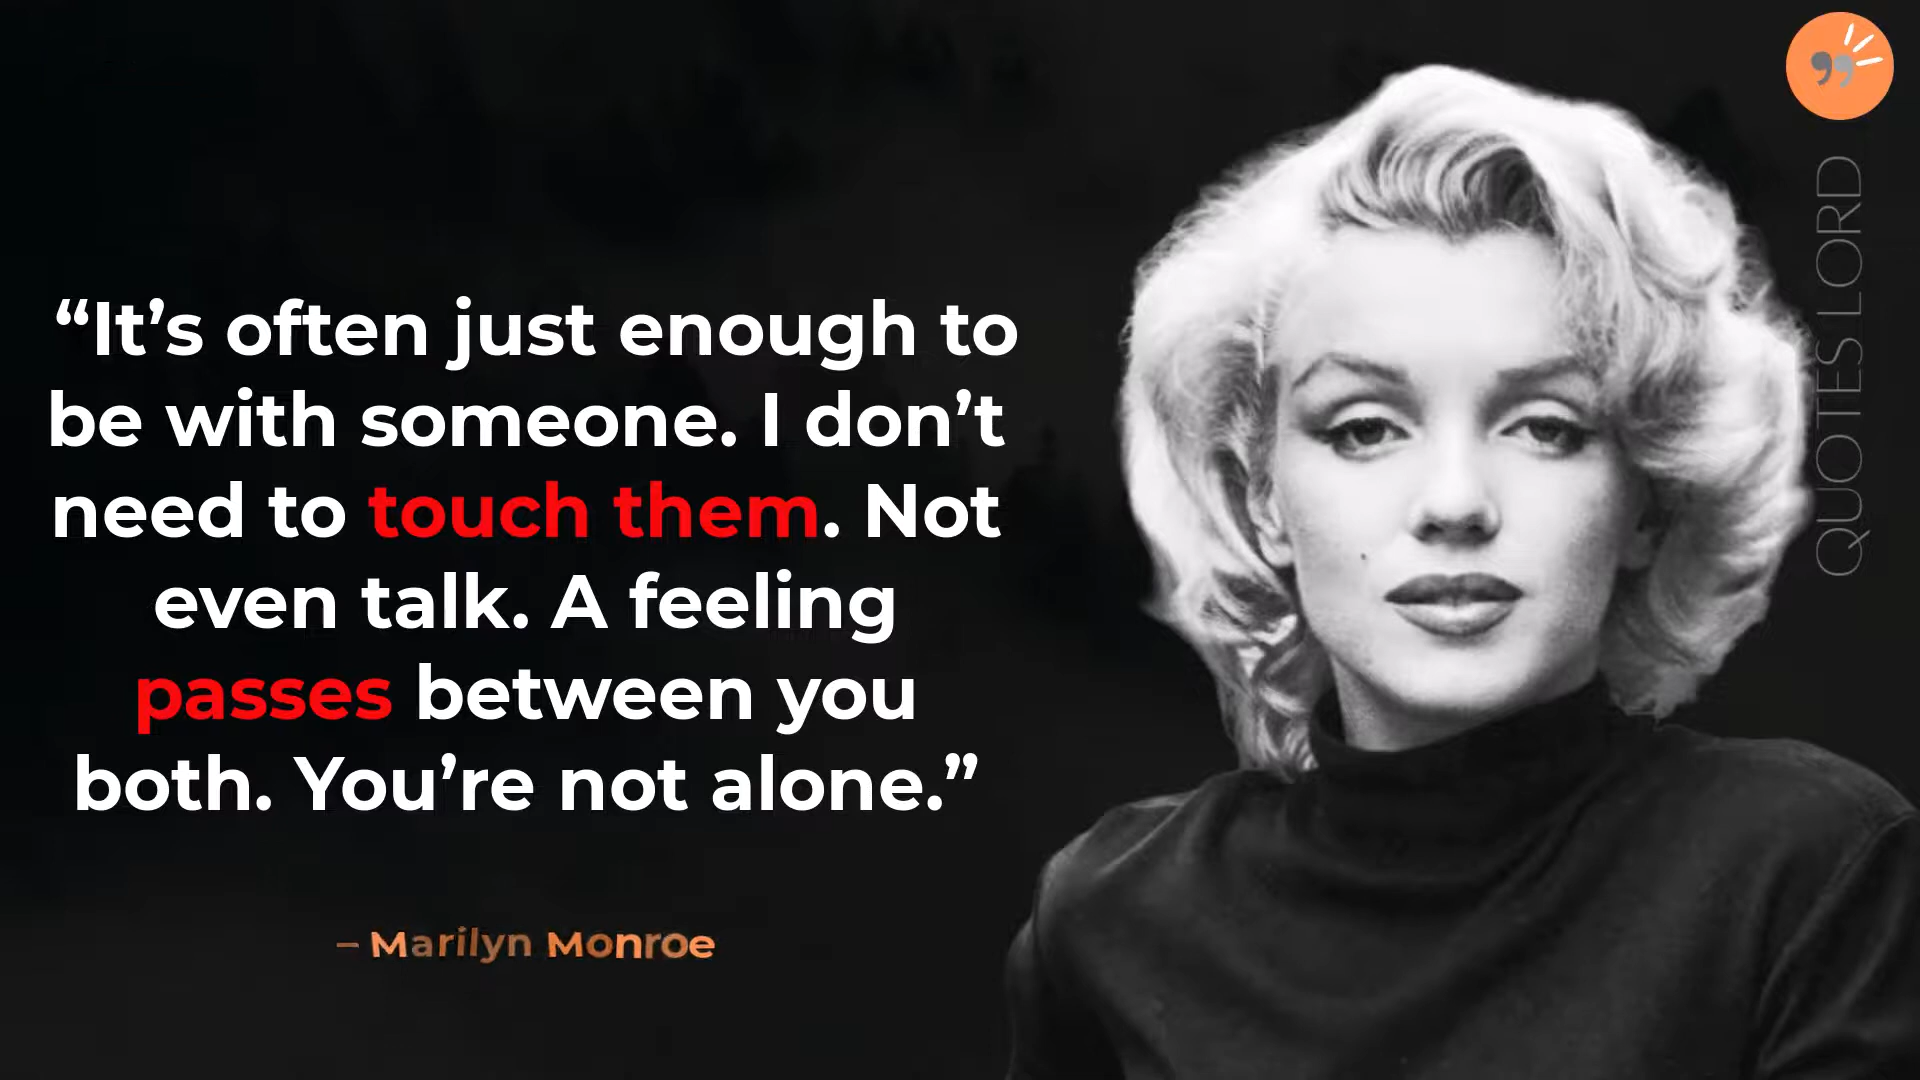 “It’s often just enough to
be with someone. I don’t
need to touch them. Not
even talk. A feeling
passes between you
both. You’re not alone.”
– Marilyn Monroe
QUOTES LORD